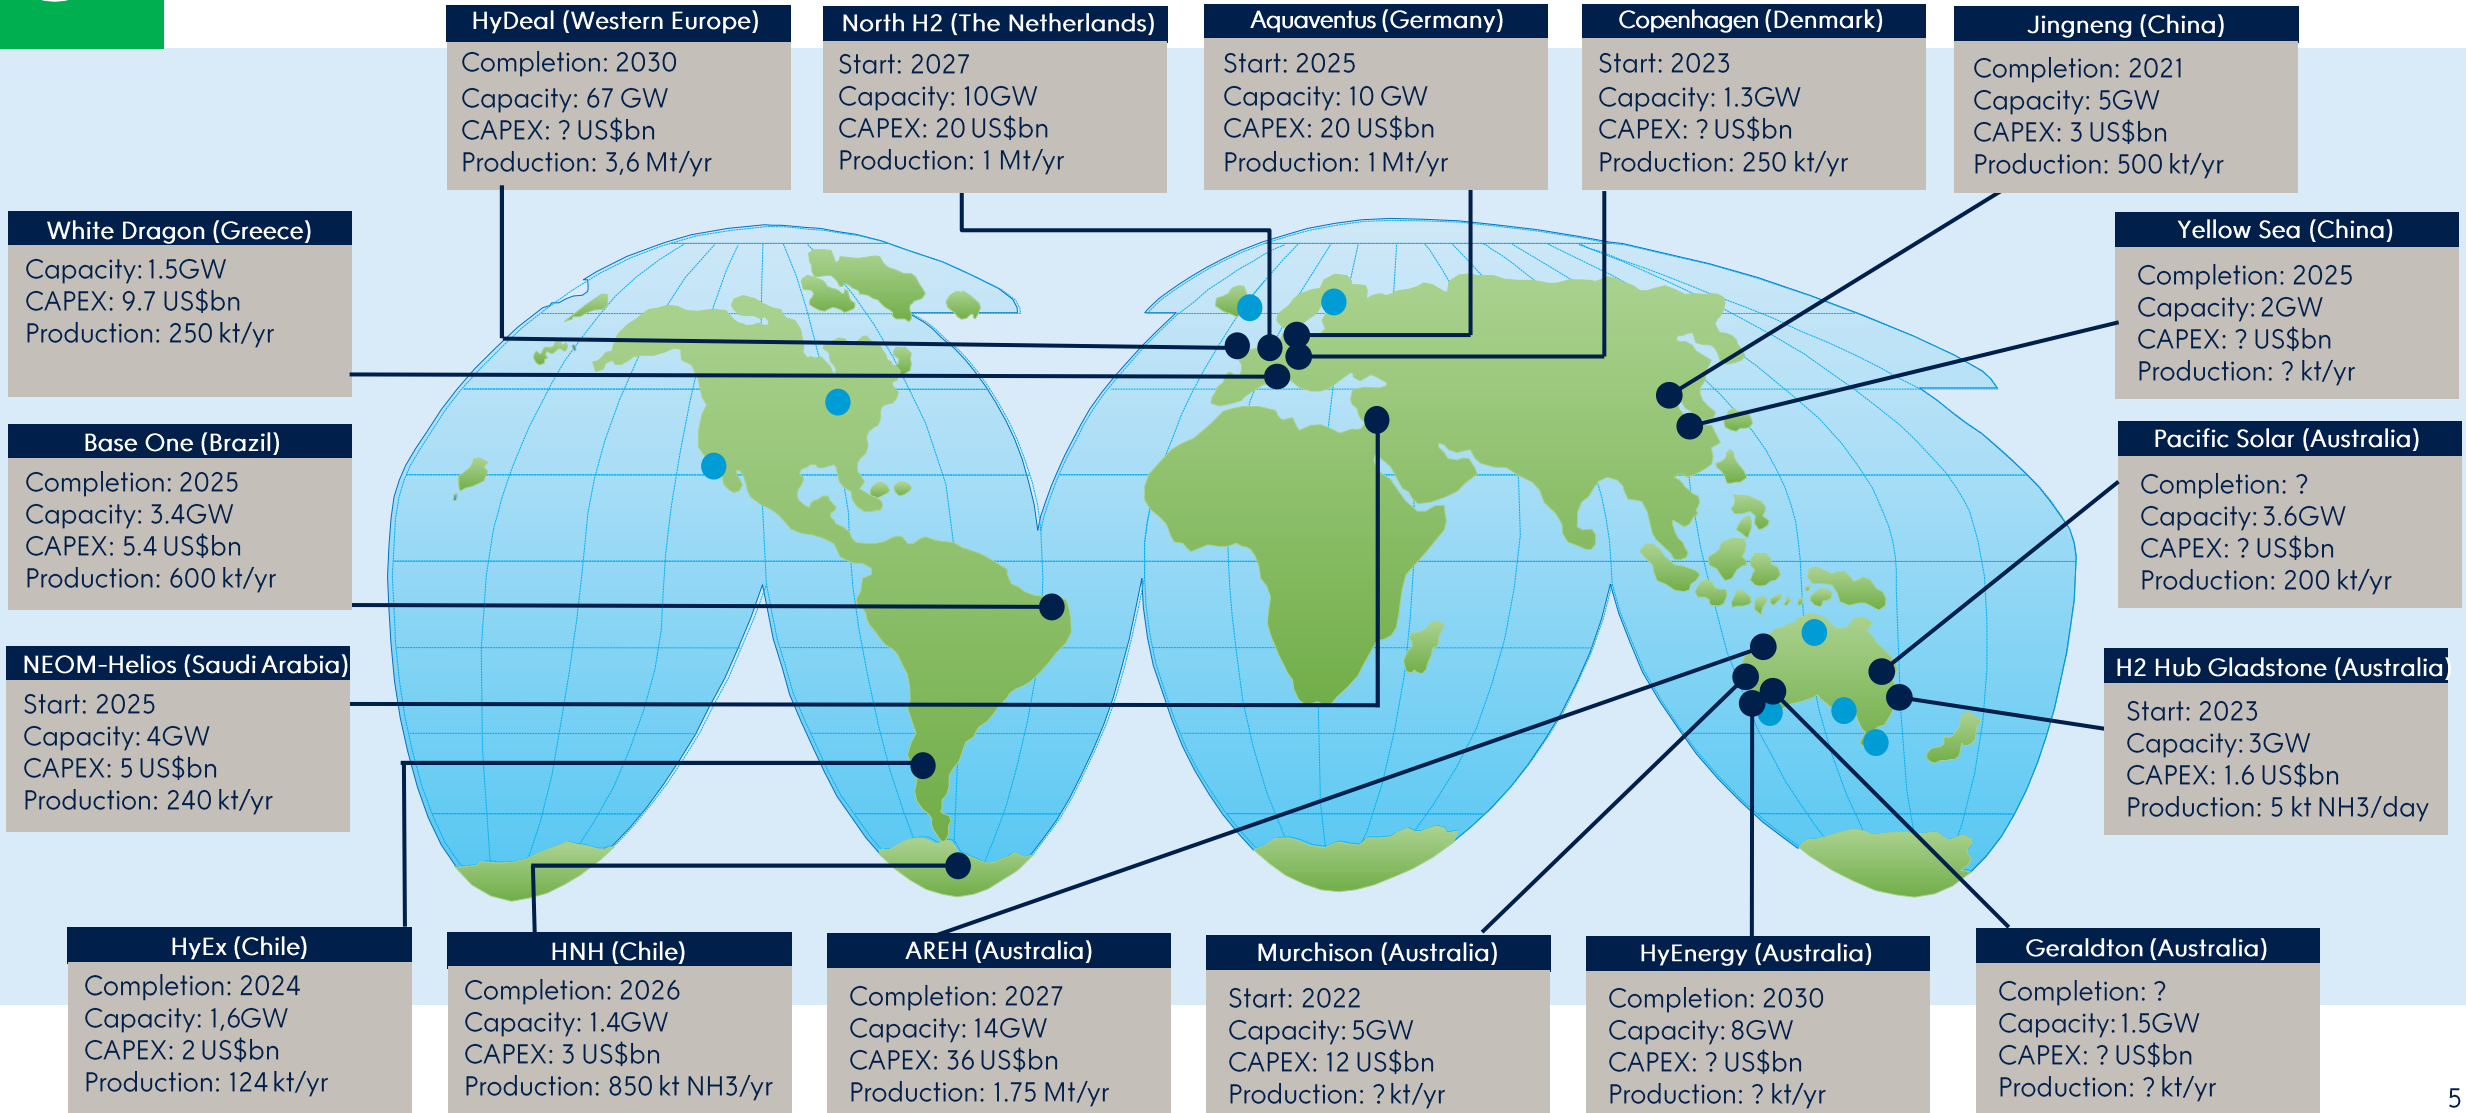 HyDeal (Western Europe)
Completion: 2030
Capacity: 67 GW
CAPEX: ? US$bn
Production: 3,6 Mt/yr
North H2 (The Netherlands)
Start: 2027
Capacity: 10GW
CAPEX: 20 US$bn
Production: 1 Mt/yr
Aquaventus (Germany)
Start: 2025
Capacity: 10 GW
CAPEX: 20 US$bn
Production: 1 Mt/yr
Copenhagen (Denmark)
Start: 2023
Capacity: 1.3GW
CAPEX: ? US$bn
Production: 250 kt/yr
Jingneng (China)
Completion: 2021
Capacity: 5GW
CAPEX: 3 US$bn
Production: 500 kt/yr
White Dragon (Greece)
Capacity: 1.5GW
CAPEX: 9.7 US$bn
Production: 250 kt/yr
Yellow Sea (China)
Completion: 2025
Capacity: 2GW
CAPEX: ? US$bn
Production: ? kt/yr
Base One (Brazil)
Completion: 2025
Capacity: 3.4GW
CAPEX: 5.4 US$bn
Production: 600 kt/yr
Pacific Solar (Australia)
Completion: ?
Capacity: 3.6GW
CAPEX: ? US$bn
Production: 200 kt/yr
NEOM-Helios (Saudi Arabia)
Start: 2025
Capacity: 4GW
CAPEX: 5 US$bn
Production: 240 kt/yr
H2 Hub Gladstone (Australia)
Start: 2023
Capacity: 3GW
CAPEX: 1.6 US$bn
Production: 5 kt NH3/day
HyEx (Chile)
Completion: 2024
Capacity: 1,6GW
CAPEX: 2 US$bn
Production: 124 kt/yr
HNH (Chile)
Completion: 2026
Capacity: 1.4GW
CAPEX: 3 US$bn
Production: 850 kt NH3/yr
AREH (Australia)
Completion: 2027
Capacity: 14GW
CAPEX: 36 US$bn
Production: 1.75 Mt/yr
Murchison (Australia)
Start: 2022
Capacity: 5GW
CAPEX: 12 US$bn
Production: ? kt/yr
HyEnergy (Australia)
Completion: 2030
Capacity: 8GW
CAPEX: ? US$bn
Production: ? kt/yr
Geraldton (Australia)
Completion: ?
Capacity: 1.5GW
CAPEX: ? US$bn
Production: ? kt/yr
5